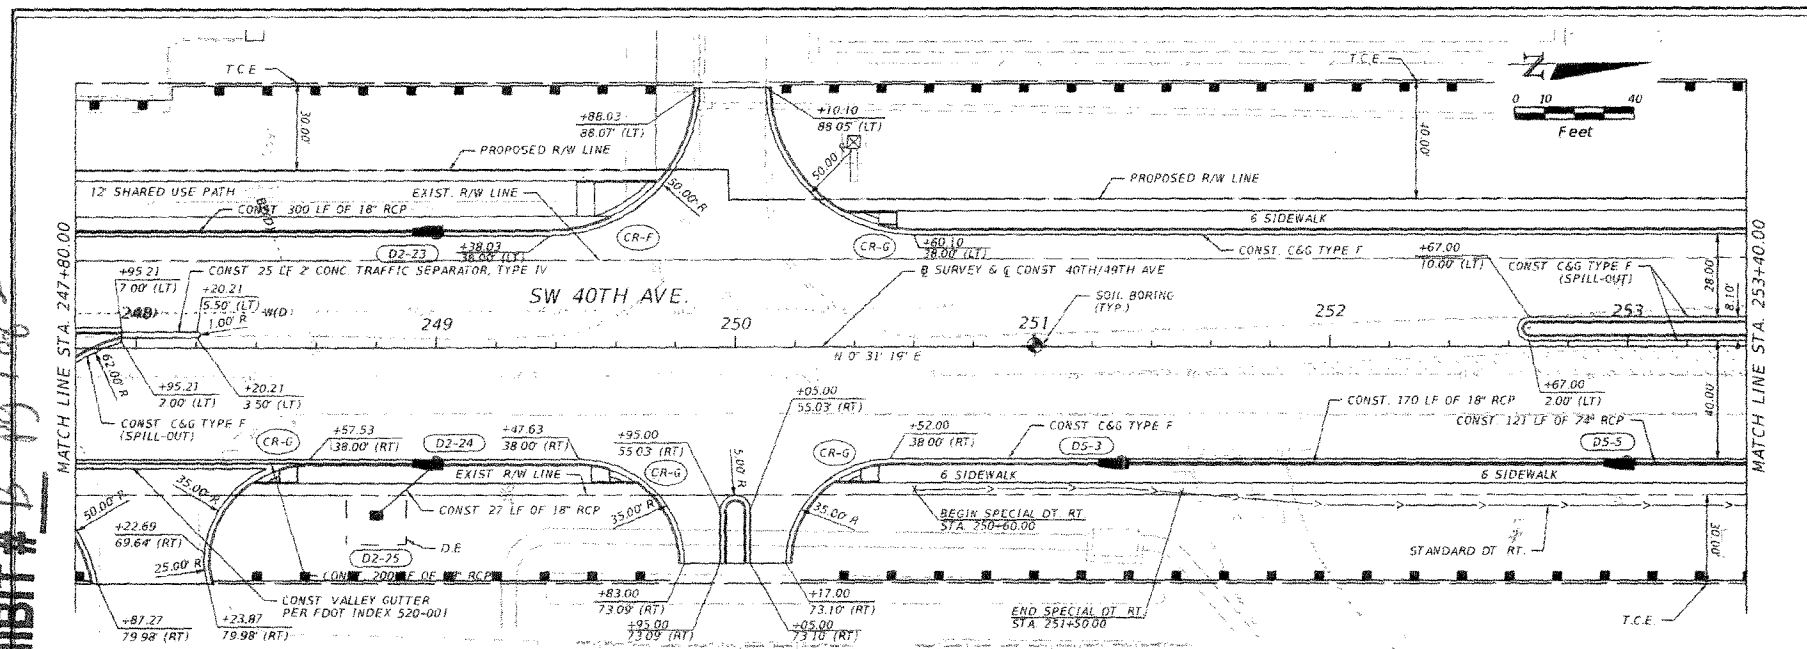 T.C.E
T.C.E.
N
0 10 40
Feet
+88.03
88.07' (LT)
+10.10
88.05' (LT)
30.00'
40.00'
PROPOSED R/W LINE
PROPOSED R/W LINE
50.00' R
50.00' R
12' SHARED USE PATH
EXIST. R/W LINE
CONST 300 LF OF 18" RCP
6 SIDEWALK
CR-F
CR-G
D2-23
+38.03
38.00' (LT)
+60.10
38.00' (LT)
CONST. C&G TYPE F
+67.00
10.00' (LT)
CONST C&G TYPE F
(SPILL-OUT)
28.00'
8.10'
MATCH LINE STA. 247+80.00
MATCH LINE STA. 253+40.00
+95.21
7.00' (LT)
CONST 25 LF 2' CONC. TRAFFIC SEPARATOR, TYPE IV
+20.21
5.50' (LT)
1.00' R
W(D)
B SURVEY & C CONST 40TH/49TH AVE
SW 40TH AVE.
SOIL BORING
(TYP.)
248
249
250
251
252
253
N 0° 31' 19" E
62.00' R
+95.21
2.00' (LT)
+20.21
3.50' (LT)
+05.00
55.03' (RT)
+67.00
2.00' (LT)
40.00'
CONST C&G TYPE F
(SPILL-OUT)
CONST. 170 LF OF 18" RCP
CONST. 121 LF OF 24" RCP
CR-G
+57.53
38.00' (RT)
D2-24
+47.63
38.00' (RT)
+95.00
55.03' (RT)
CR-G
CR-G
+52.00
38.00' (RT)
CONST C&G TYPE F
D5-3
D5-5
EXIST R/W LINE
5.00' R
6 SIDEWALK
6 SIDEWALK
50.00' R
35.00' R
35.00' R
35.00' R
CONST 27 LF OF 18" RCP
BEGIN SPECIAL DT. RT
STA. 250+60.00
+22.69
69.64' (RT)
D.E
D2-25
25.00' R
STANDARD DT RT.
30.00'
CONST VALLEY GUTTER
PER FDOT INDEX 520-001
+87.27
79.98' (RT)
+23.87
79.98' (RT)
+83.00
73.09' (RT)
+95.00
73.09' (RT)
+17.00
73.10' (RT)
+05.00
73.10' (RT)
END SPECIAL DT. RT
STA. 251+50.00
T.C.E.